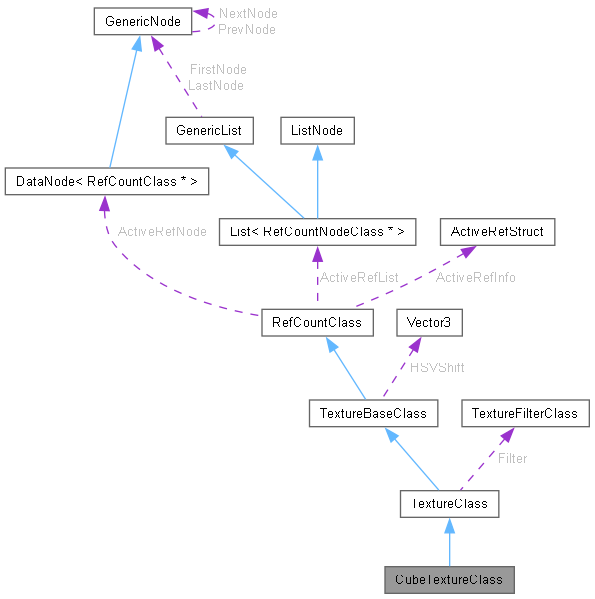 GenericNode
NextNode
PrevNode
FirstNode
LastNode
GenericList
ListNode
DataNode< RefCountClass * >
ActiveRefNode
List< RefCountNodeClass * >
ActiveRefStruct
ActiveRefList
ActiveRefInfo
RefCountClass
Vector3
HSVShift
TextureBaseClass
TextureFilterClass
Filter
TextureClass
CubeTextureClass